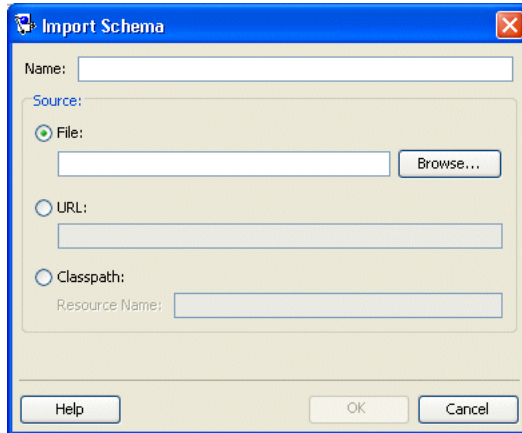 Import Schema
Name:
Source:
File:
Browse...
URL:
Classpath:
Resource Name:
Help OK Cancel